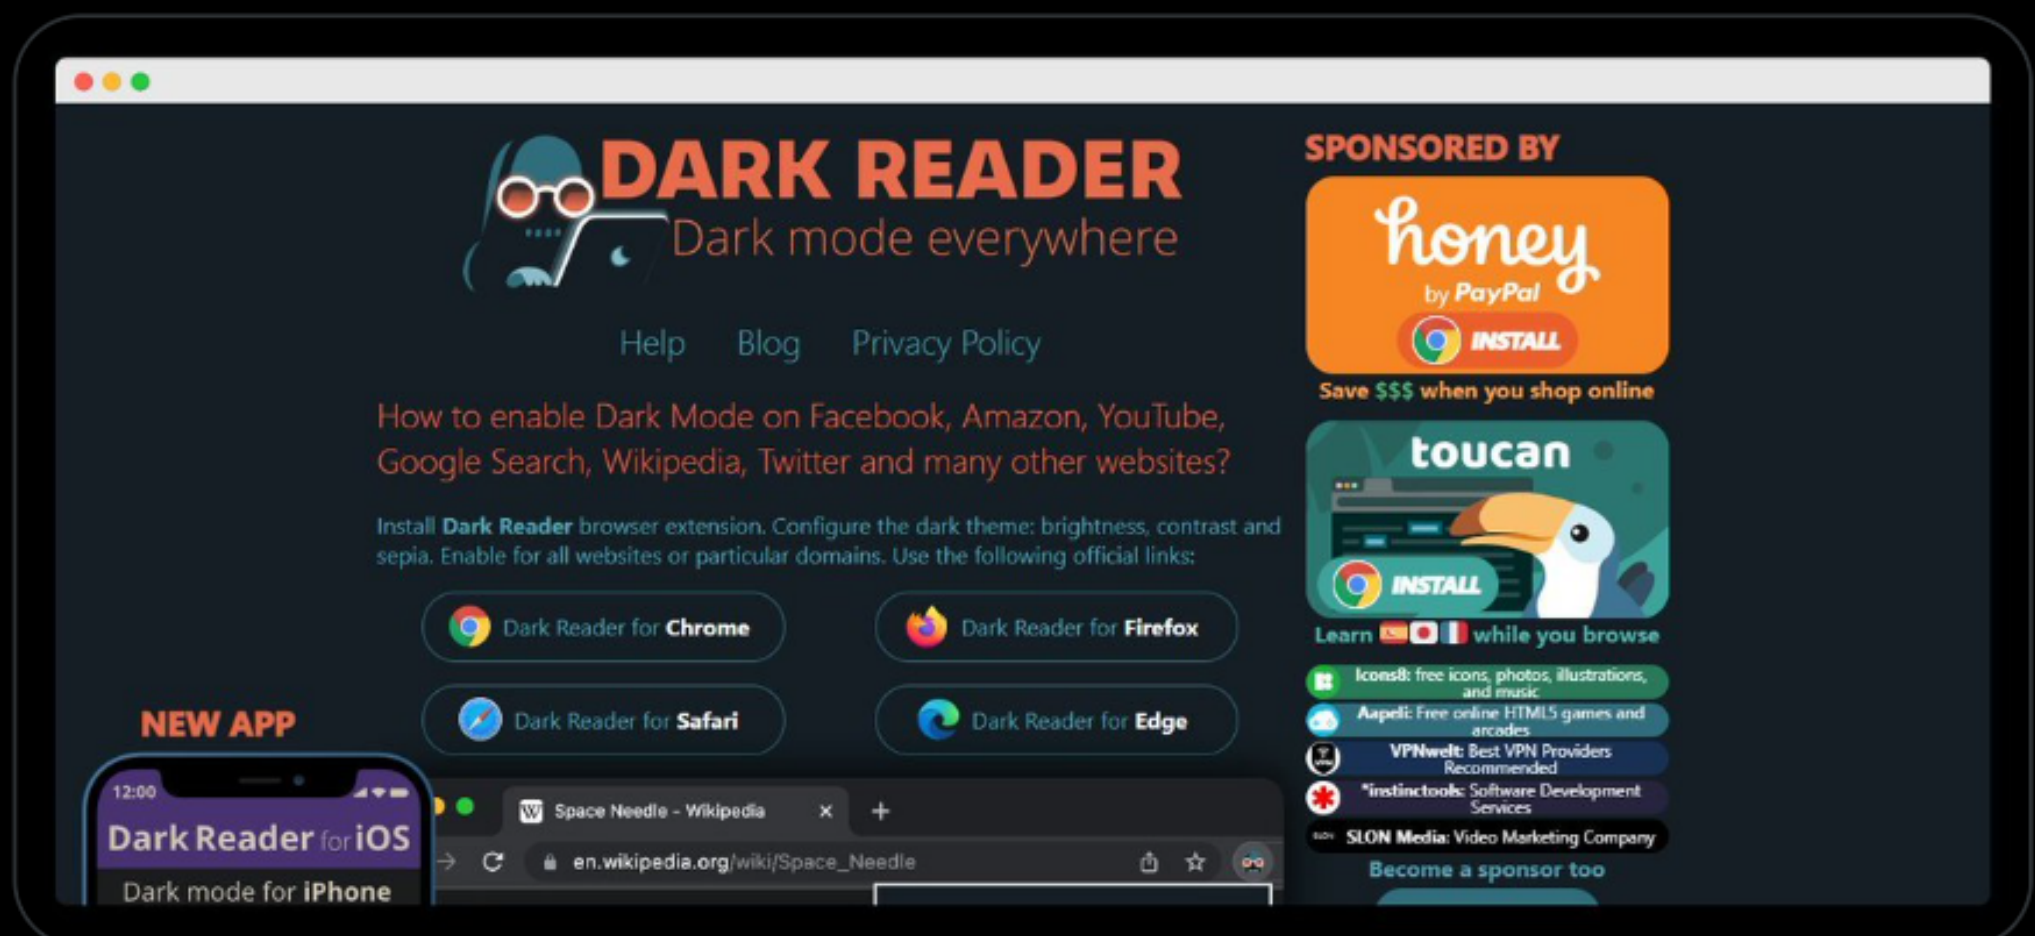 DARK READER
Dark mode everywhere
Help Blog Privacy Policy
How to enable Dark Mode on Facebook, Amazon, YouTube,
Google Search, Wikipedia, Twitter and many other websites?
Install Dark Reader browser extension. Configure the dark theme: brightness, contrast and
sepia. Enable for all websites or particular domains. Use the following official links:
Dark Reader for Chrome
Dark Reader for Firefox
Dark Reader for Safari
Dark Reader for Edge
NEW APP
12:00
Dark Reader for iOS
Dark mode for iPhone
W Space Needle - Wikipedia
en.wikipedia.org/wiki/Space_Needle
SPONSORED BY
honey
by PayPal
INSTALL
Save $$$ when you shop online
toucan
INSTALL
Learn while you browse
Icons8: free icons, photos, illustrations,
and music
Aapeli: Free online HTML5 games and
arcades
VPN
VPNwelt: Best VPN Providers
Recommended
*instinctools: Software Development
Services
SLON
SLON Media: Video Marketing Company
Become a sponsor too